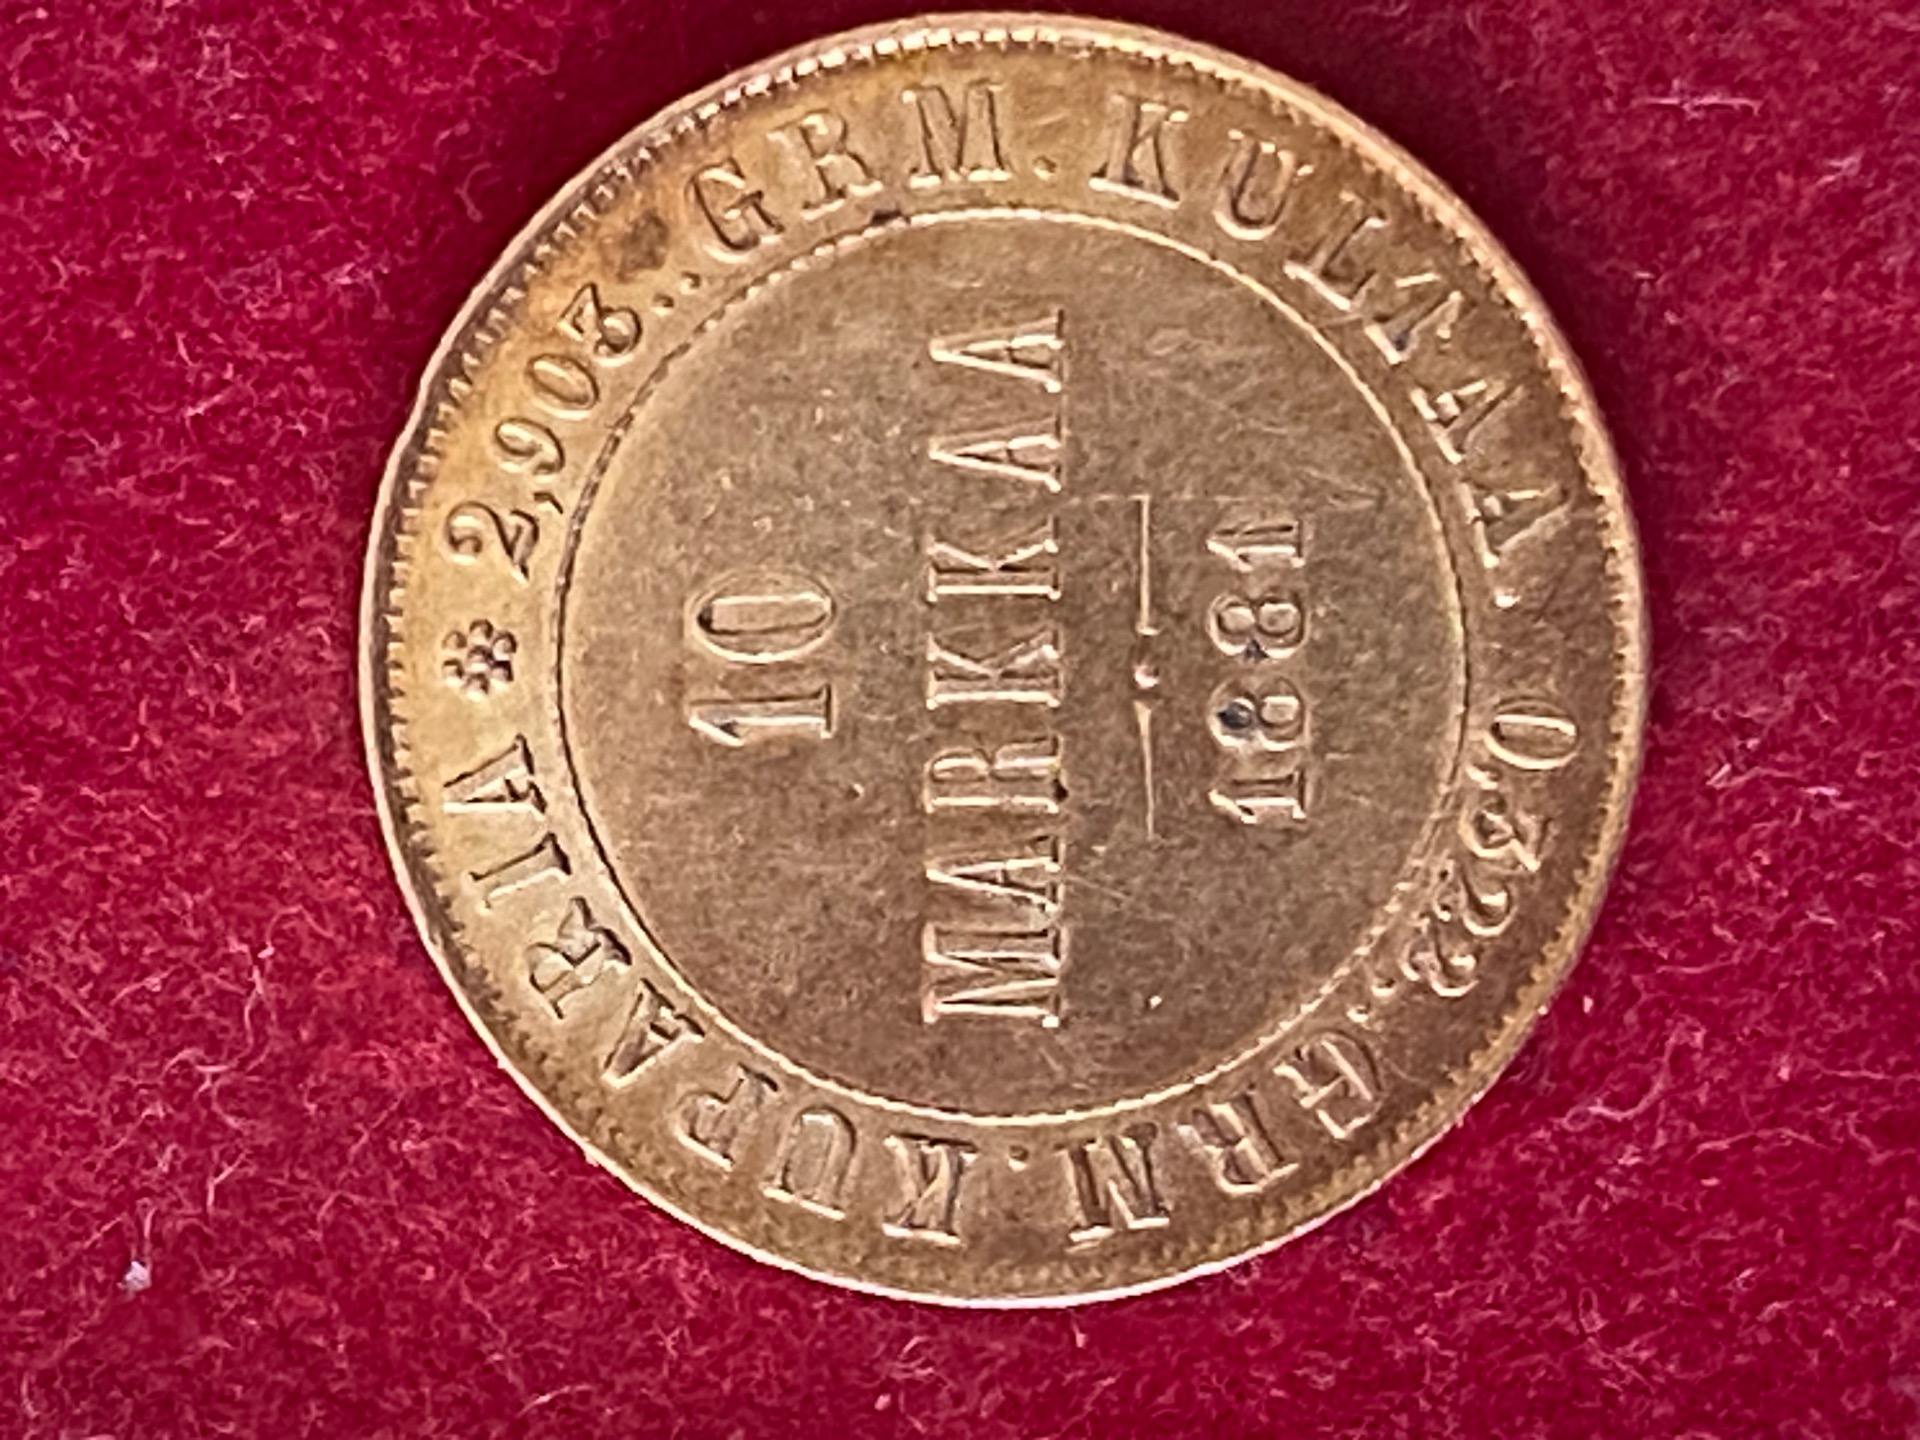 2,903..GRM.KULTAA. 0,322..GRM.KUPARIA
10
MARKKAA
1881